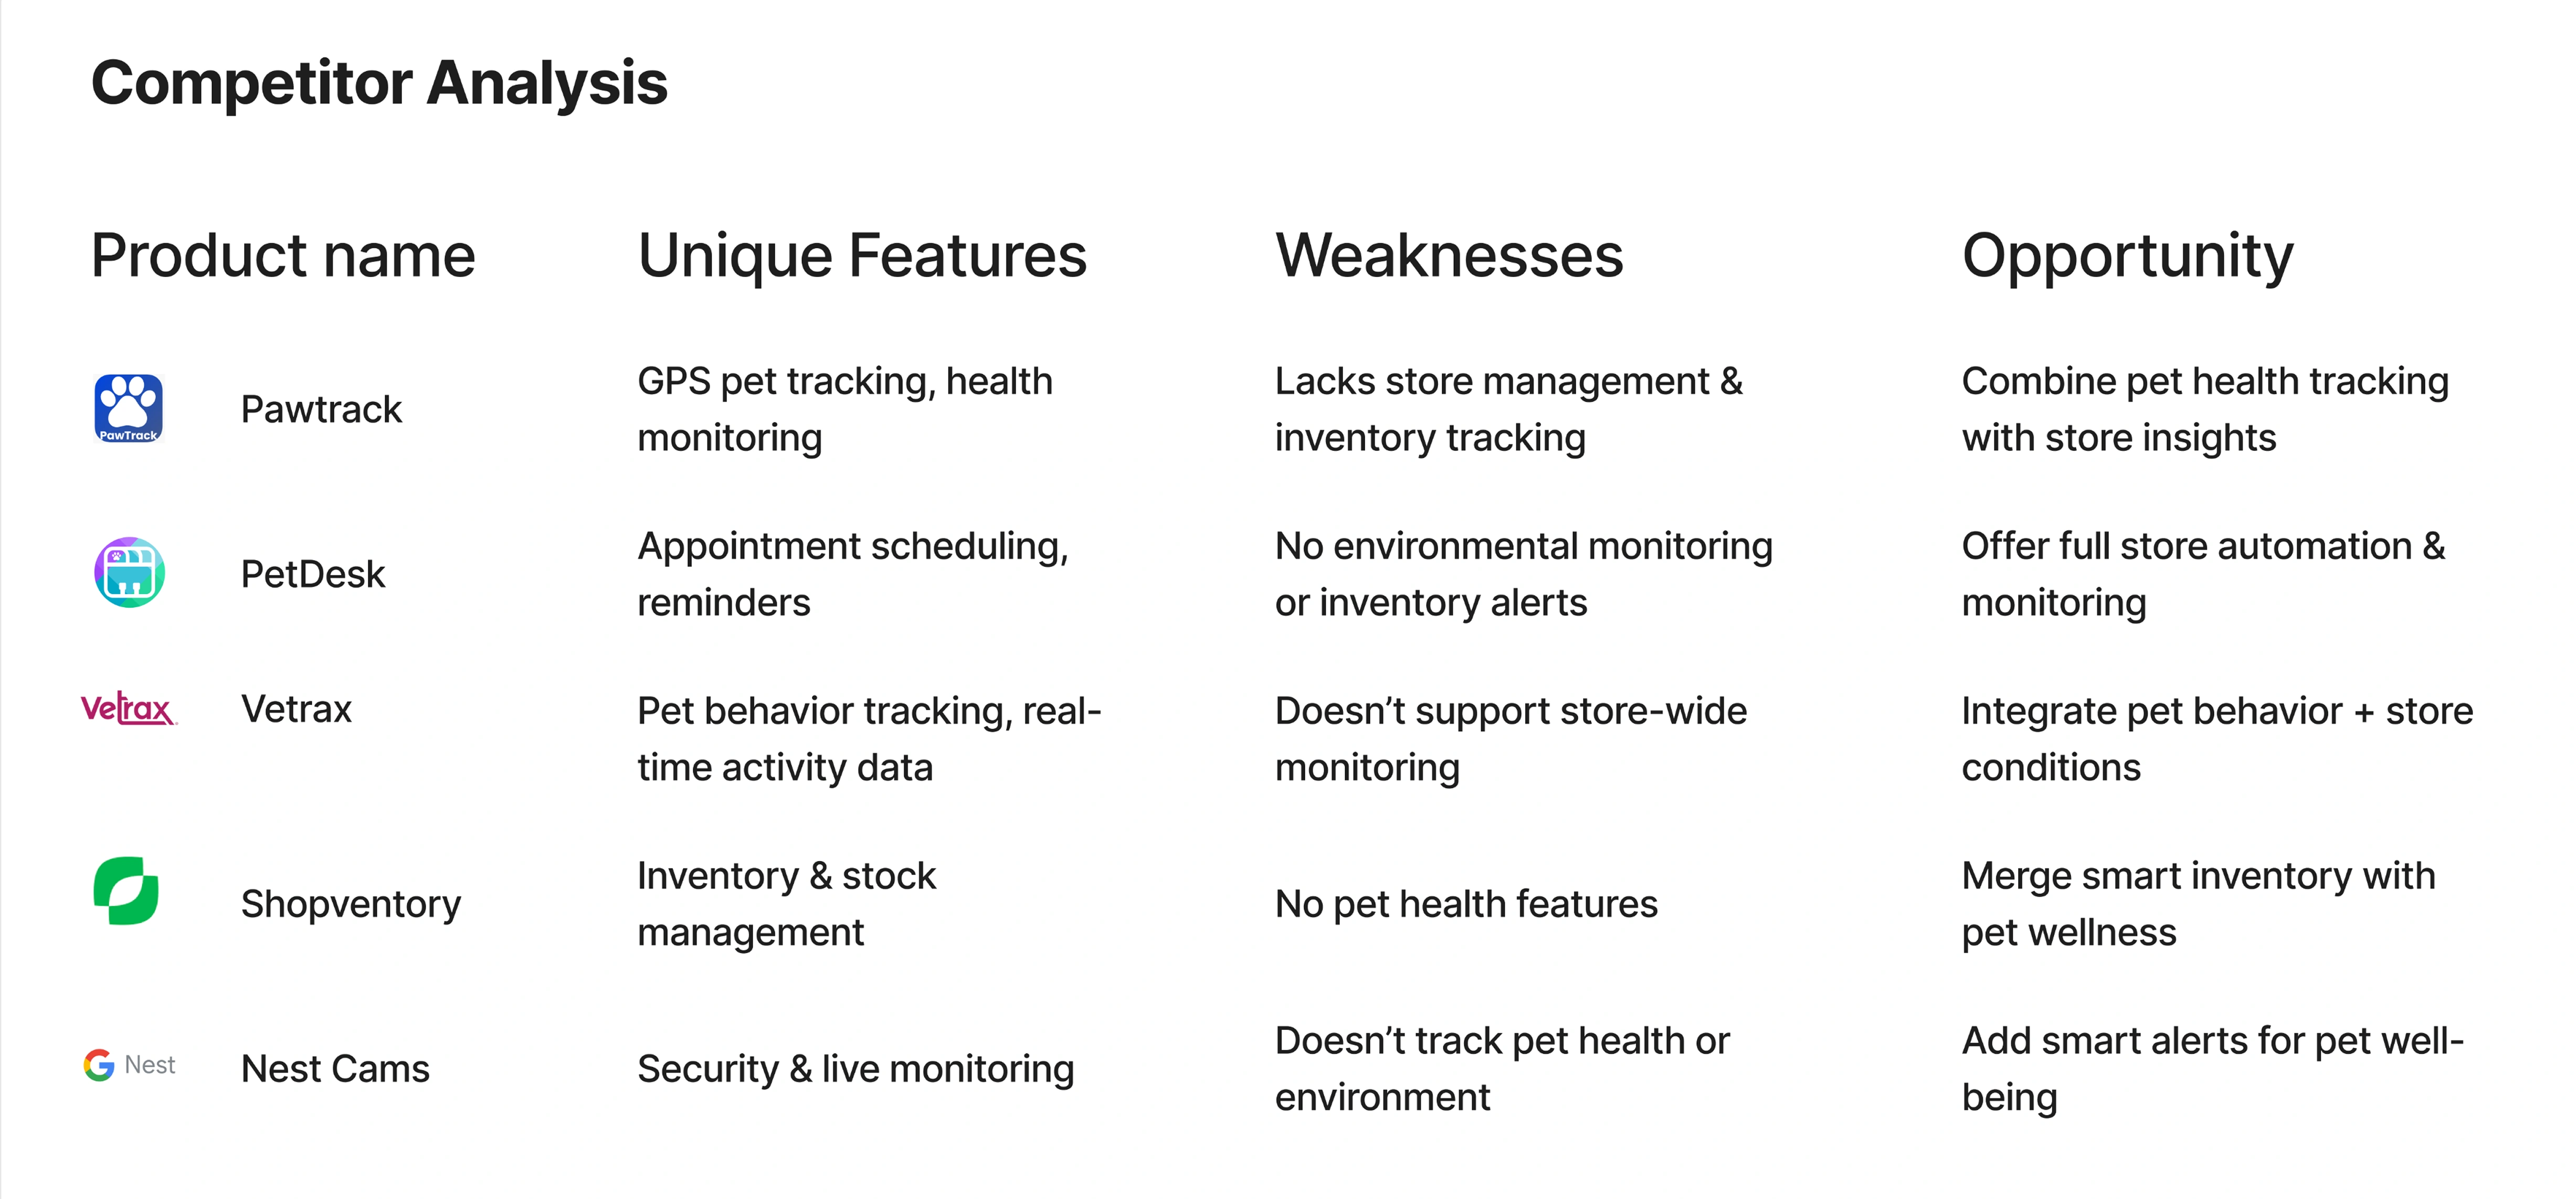 Competitor Analysis
Product name
Unique Features
Weaknesses
Opportunity
PawTrack
Pawtrack
GPS pet tracking, health
monitoring
Lacks store management &
inventory tracking
Combine pet health tracking
with store insights
PetDesk
Appointment scheduling,
reminders
No environmental monitoring
or inventory alerts
Offer full store automation &
monitoring
Vetrax
Vetrax
Pet behavior tracking, real-
time activity data
Doesn’t support store-wide
monitoring
Integrate pet behavior + store
conditions
Shopventory
Inventory & stock
management
No pet health features
Merge smart inventory with
pet wellness
G Nest
Nest Cams
Security & live monitoring
Doesn’t track pet health or
environment
Add smart alerts for pet well-
being